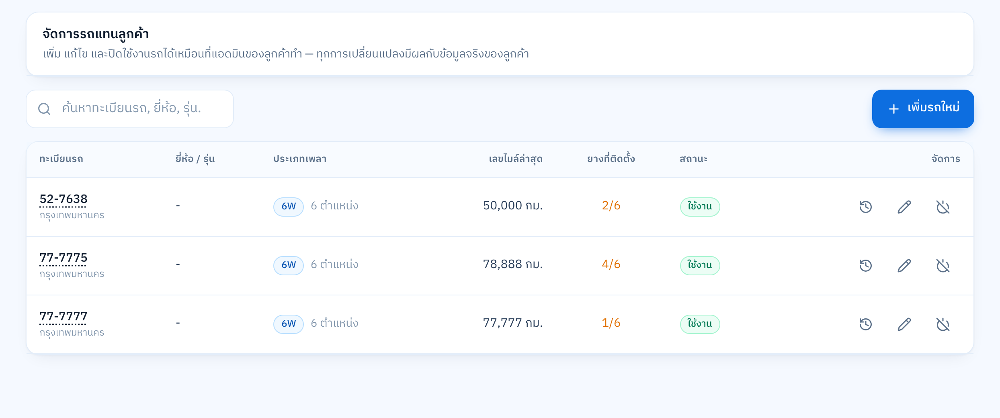 จัดการรถแทนลูกค้า
เพิ่ม แก้ไข และปิดใช้งานรถได้เหมือนที่แอดมินของลูกค้าทำ — ทุกการเปลี่ยนแปลงมีผลกับข้อมูลจริงของลูกค้า
ค้นหาทะเบียนรถ, ยี่ห้อ, รุ่น.
เพิ่มรถใหม่
ทะเบียนรถ ยี่ห้อ / รุ่น ประเภทเพลา เลขไมล์ล่าสุด ยางที่ติดตั้ง สถานะ จัดการ
52-7638 - 6W 6 ตำแหน่ง 50,000 กม. 2/6 ใช้งาน
กรุงเทพมหานคร
77-7775 - 6W 6 ตำแหน่ง 78,888 กม. 4/6 ใช้งาน
กรุงเทพมหานคร
77-7777 - 6W 6 ตำแหน่ง 77,777 กม. 1/6 ใช้งาน
กรุงเทพมหานคร